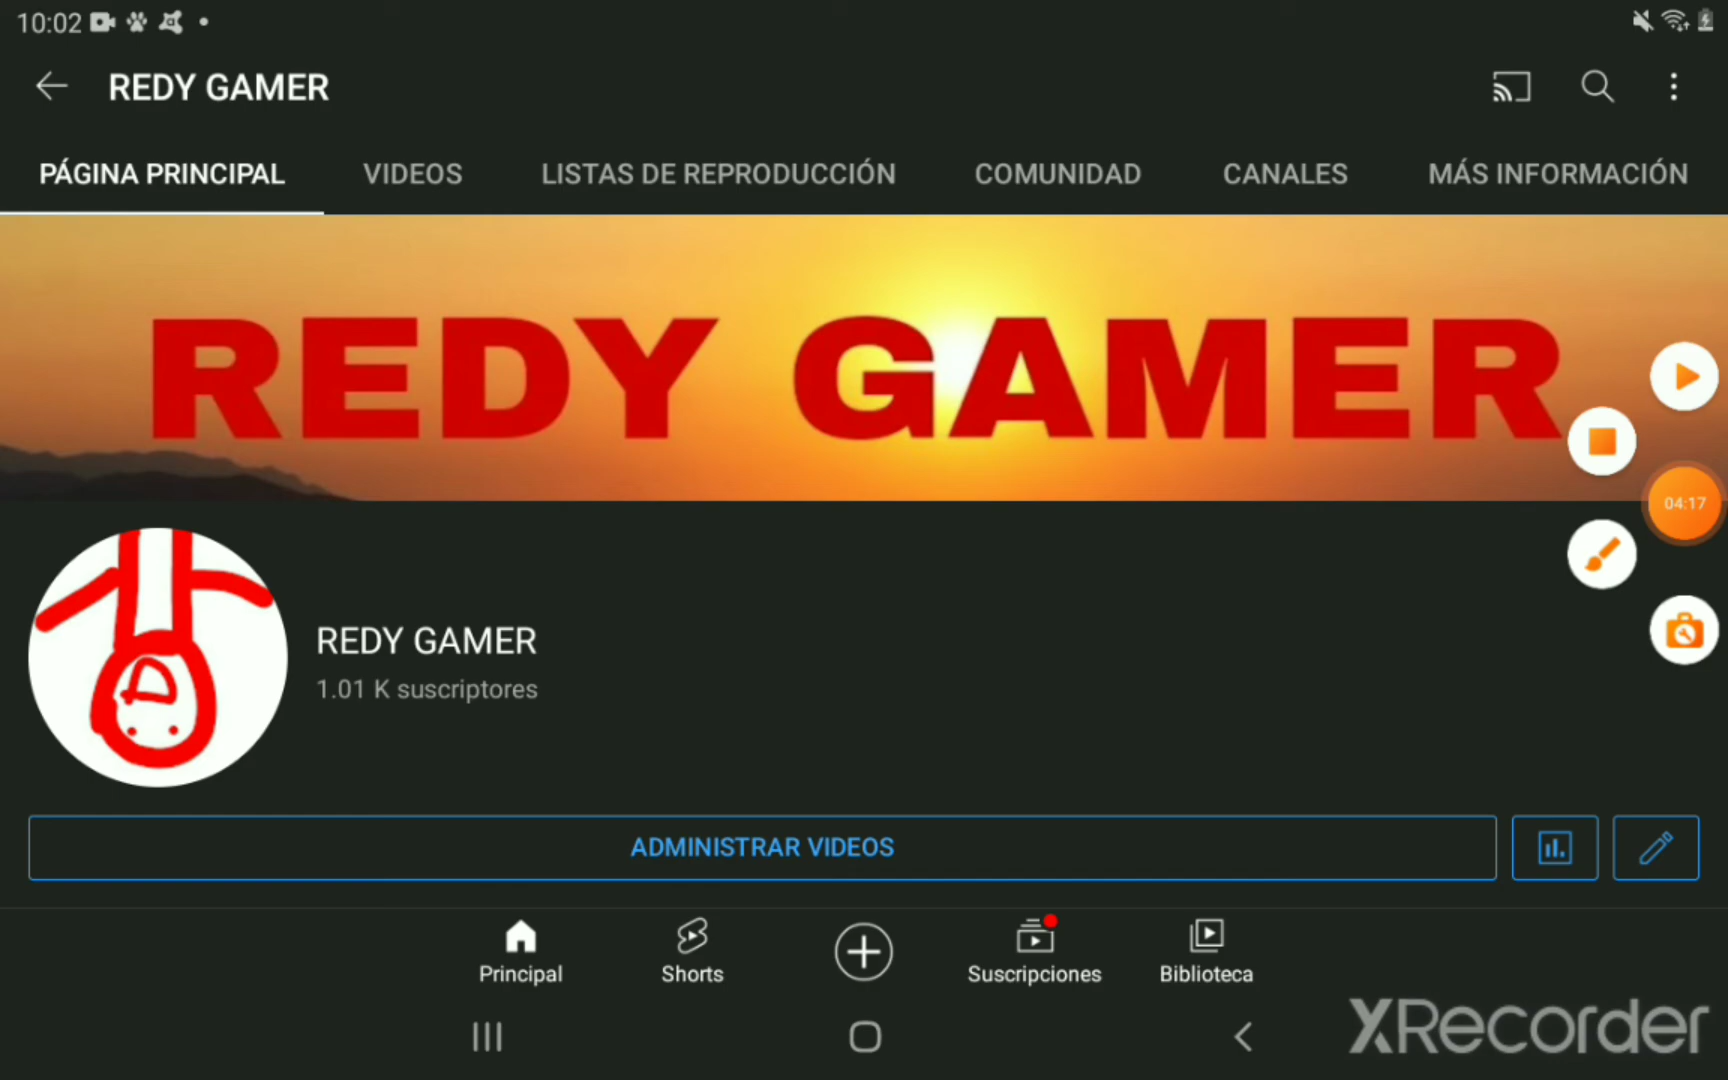 10:02
REDY GAMER
PÁGINA PRINCIPAL VIDEOS LISTAS DE REPRODUCCIÓN COMUNIDAD CANALES MÁS INFORMACIÓN
REDY GAMER
04:17
REDY GAMER
1.01 K suscriptores
ADMINISTRAR VIDEOS
Principal Shorts Suscripciones Biblioteca
XRecorder